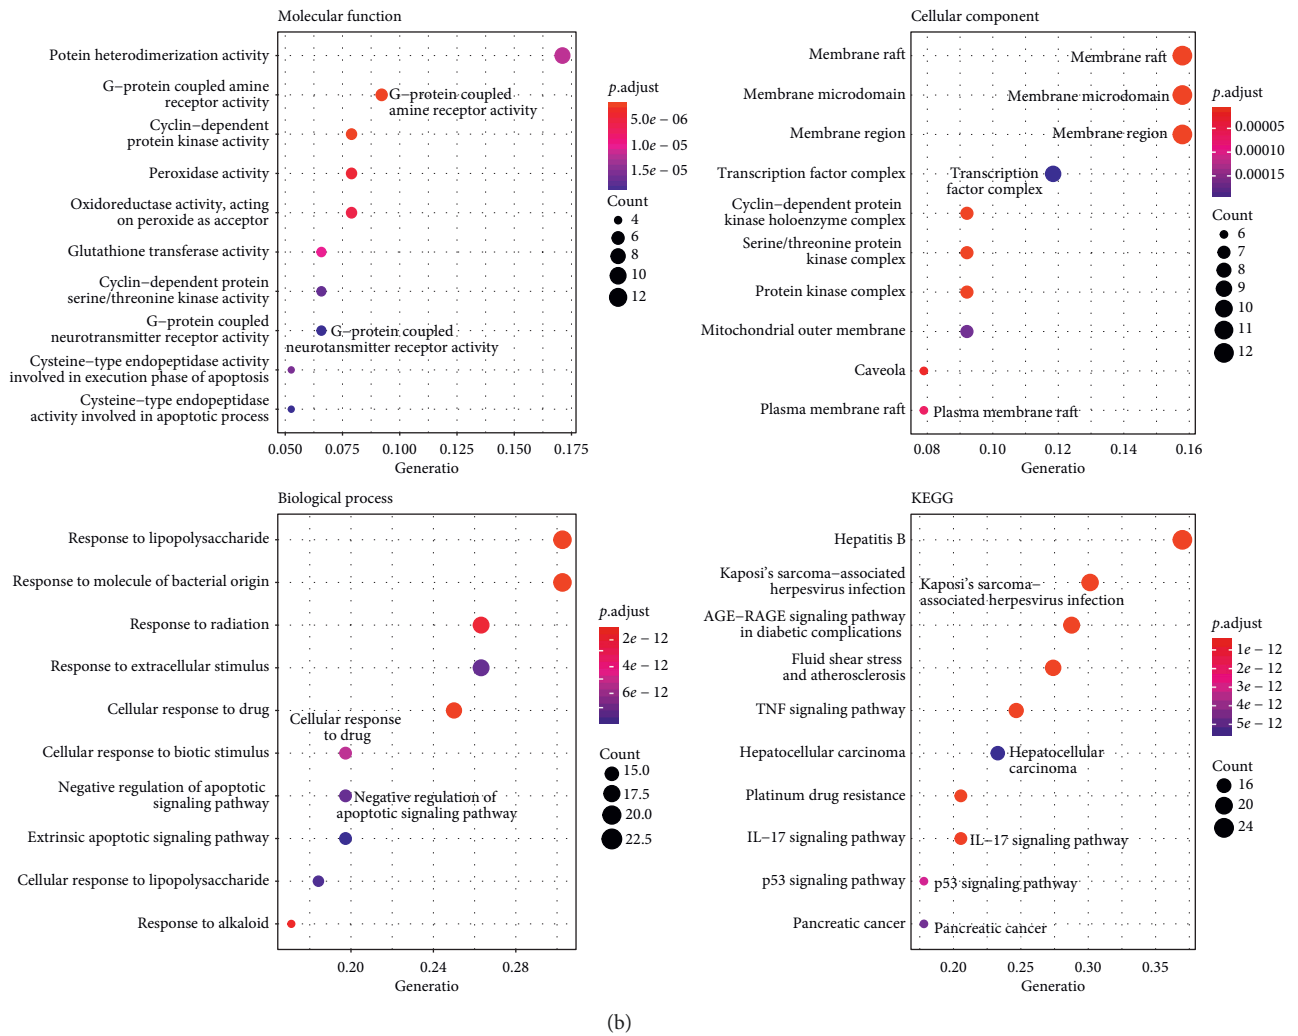 Molecular function
Potein heterodimerization activity
G−protein coupled amine
receptor activity
Cyclin−dependent
protein kinase activity
Peroxidase activity
Oxidoreductase activity, acting
on peroxide as acceptor
Glutathione transferase activity
Cyclin−dependent protein
serine/threonine kinase activity
G−protein coupled
neurotransmitter receptor activity
Cysteine−type endopeptidase activity
involved in execution phase of apoptosis
Cysteine−type endopeptidase
activity involved in apoptotic process
G−protein coupled
amine receptor activity
G−protein coupled
neurotansmitter receptor activity
0.050 0.075 0.100 0.125 0.150 0.175
Generatio
p.adjust
5.0e − 06
1.0e − 05
1.5e − 05
Count
4
6
8
10
12
Cellular component
Membrane raft
Membrane microdomain
Membrane region
Transcription factor complex
Cyclin−dependent protein
kinase holoenzyme complex
Serine/threonine protein
kinase complex
Protein kinase complex
Mitochondrial outer membrane
Caveola
Plasma membrane raft
Membrane raft
Membrane microdomain
Membrane region
Transcription
factor complex
Plasma membrane raft
0.08 0.10 0.12 0.14 0.16
Generatio
p.adjust
0.00005
0.00010
0.00015
Count
6
7
8
9
10
11
12
Biological process
Response to lipopolysaccharide
Response to molecule of bacterial origin
Response to radiation
Response to extracellular stimulus
Cellular response to drug
Cellular response to biotic stimulus
Negative regulation of apoptotic
signaling pathway
Extrinsic apoptotic signaling pathway
Cellular response to lipopolysaccharide
Response to alkaloid
Cellular response
to drug
Negative regulation of
apoptotic signaling pathway
0.20 0.24 0.28
Generatio
p.adjust
2e − 12
4e − 12
6e − 12
Count
15.0
17.5
20.0
22.5
KEGG
Hepatitis B
Kaposi's sarcoma−associated
herpesvirus infection
AGE−RAGE signaling pathway
in diabetic complications
Fluid shear stress
and atherosclerosis
TNF signaling pathway
Hepatocellular carcinoma
Platinum drug resistance
IL−17 signaling pathway
p53 signaling pathway
Pancreatic cancer
Kaposi's sarcoma−
associated herpesvirus infection
Hepatocellular
carcinoma
IL−17 signaling pathway
p53 signaling pathway
Pancreatic cancer
0.20 0.25 0.30 0.35
Generatio
p.adjust
1e − 12
2e − 12
3e − 12
4e − 12
5e − 12
Count
16
20
24
(b)